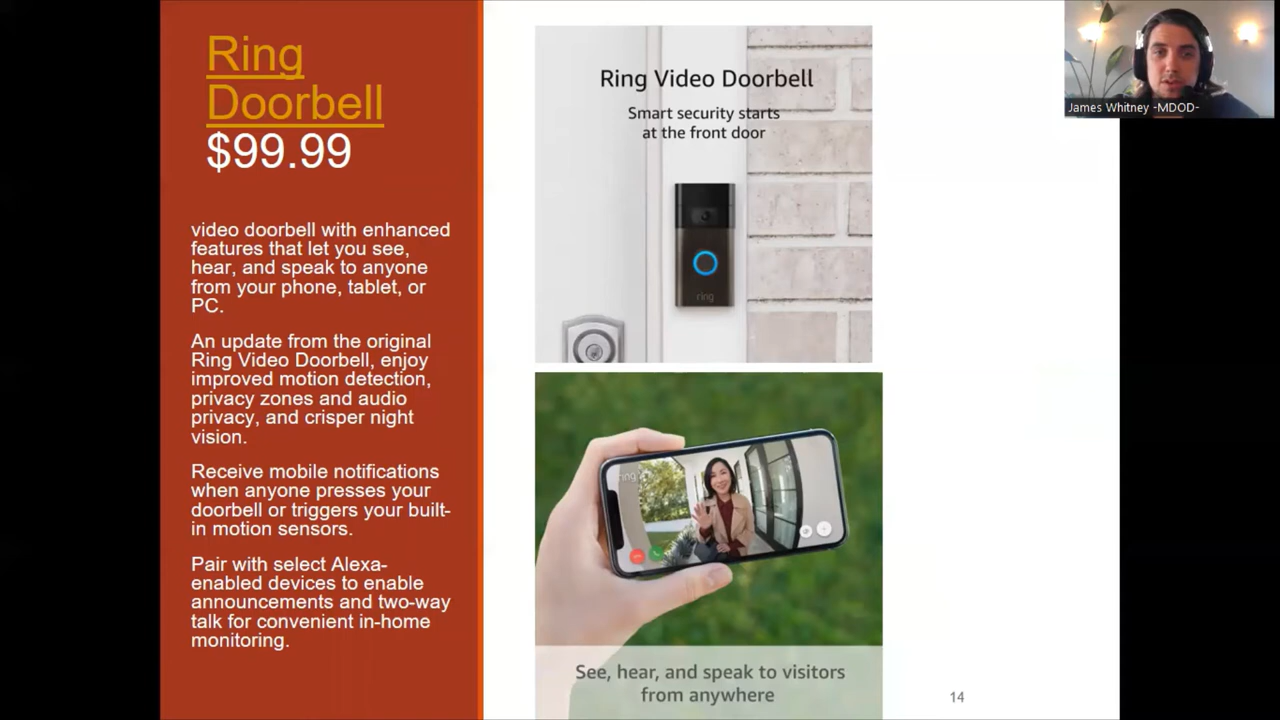 Ring
Doorbell
$99.99
video doorbell with enhanced
features that let you see,
hear, and speak to anyone
from your phone, tablet, or
PC.
An update from the original
Ring Video Doorbell, enjoy
improved motion detection,
privacy zones and audio
privacy, and crisper night
vision.
Receive mobile notifications
when anyone presses your
doorbell or triggers your built-
in motion sensors.
Pair with select Alexa-
enabled devices to enable
announcements and two-way
talk for convenient in-home
monitoring.
Ring Video Doorbell
Smart security starts
at the front door
ring
ring
See, hear, and speak to visitors
from anywhere
14
James Whitney -MDOD-